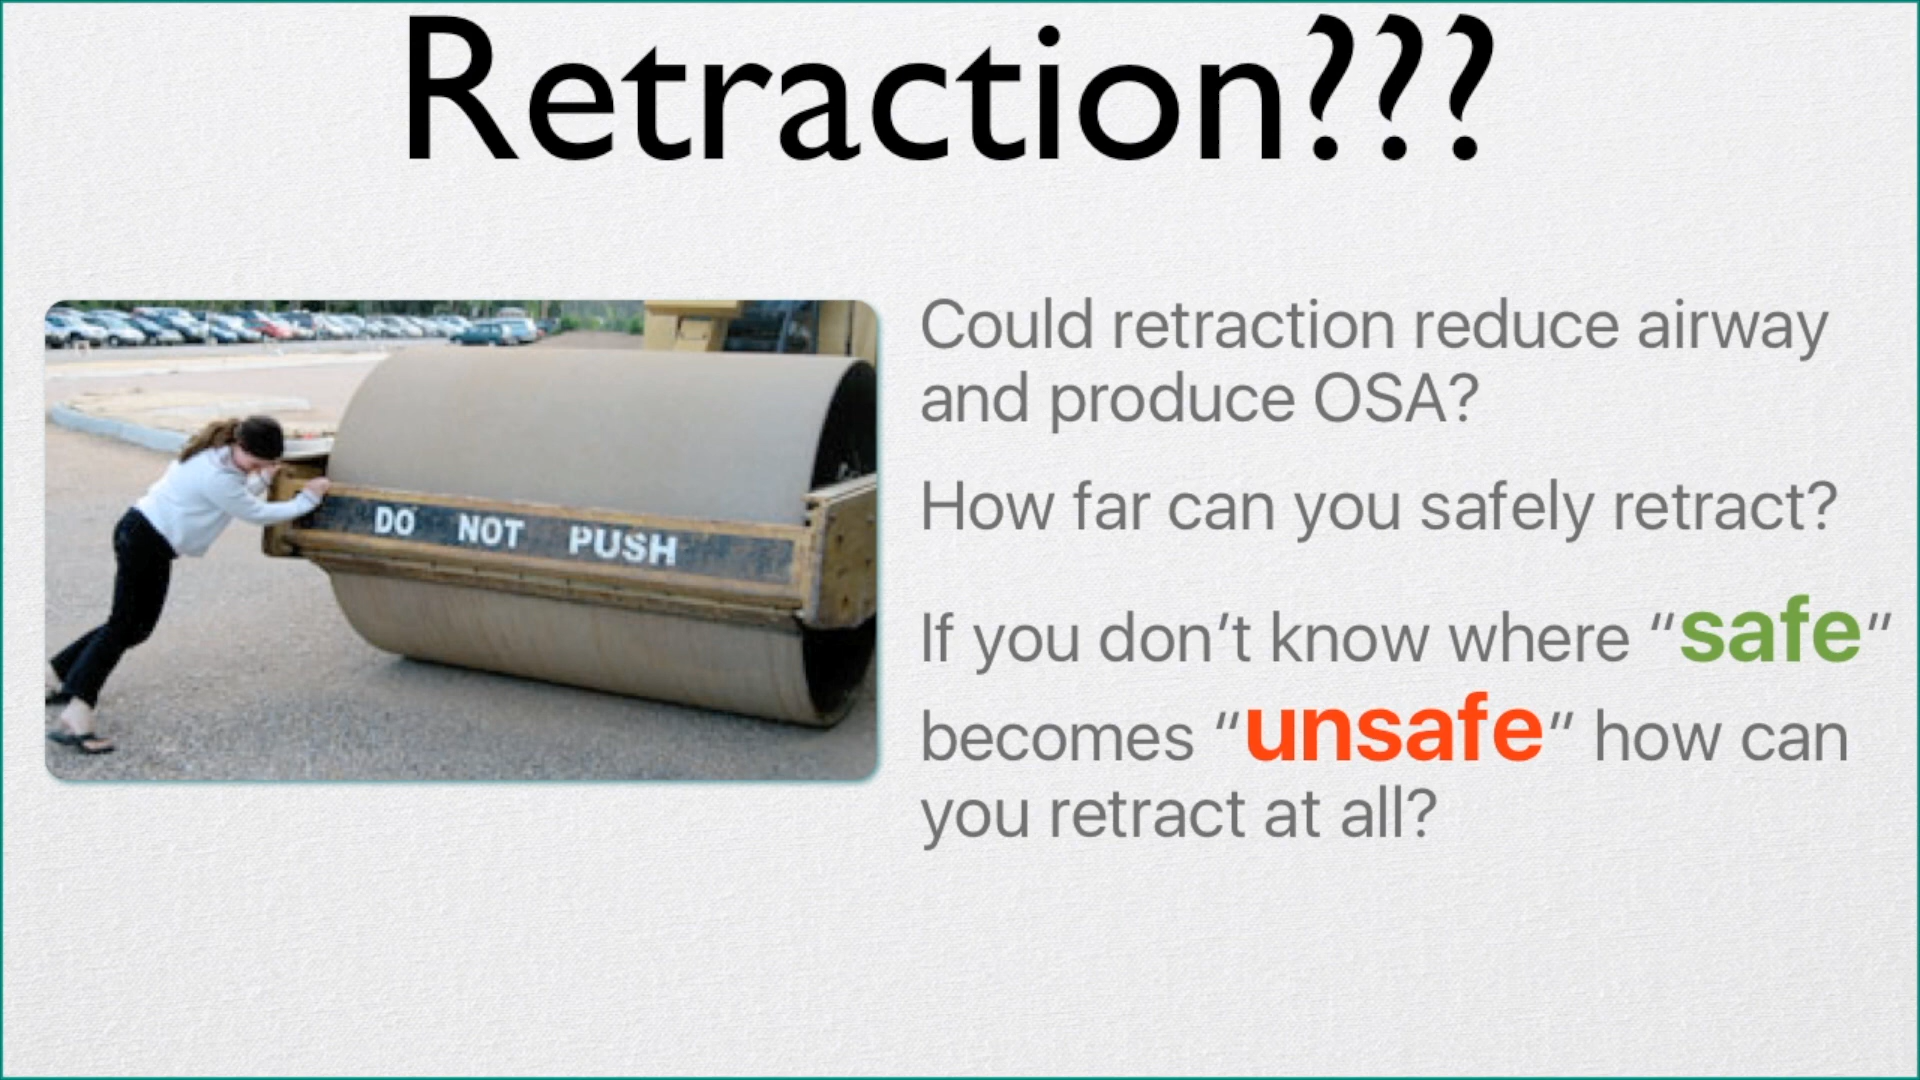 Retraction???
DO NOT PUSH
Could retraction reduce airway
and produce OSA?
How far can you safely retract?
If you don’t know where “safe”
becomes “unsafe” how can
you retract at all?